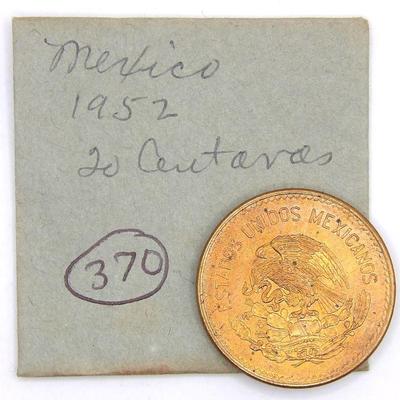 Mexico
1952
20 Centavos
370
ESTADOS UNIDOS MEXICANOS